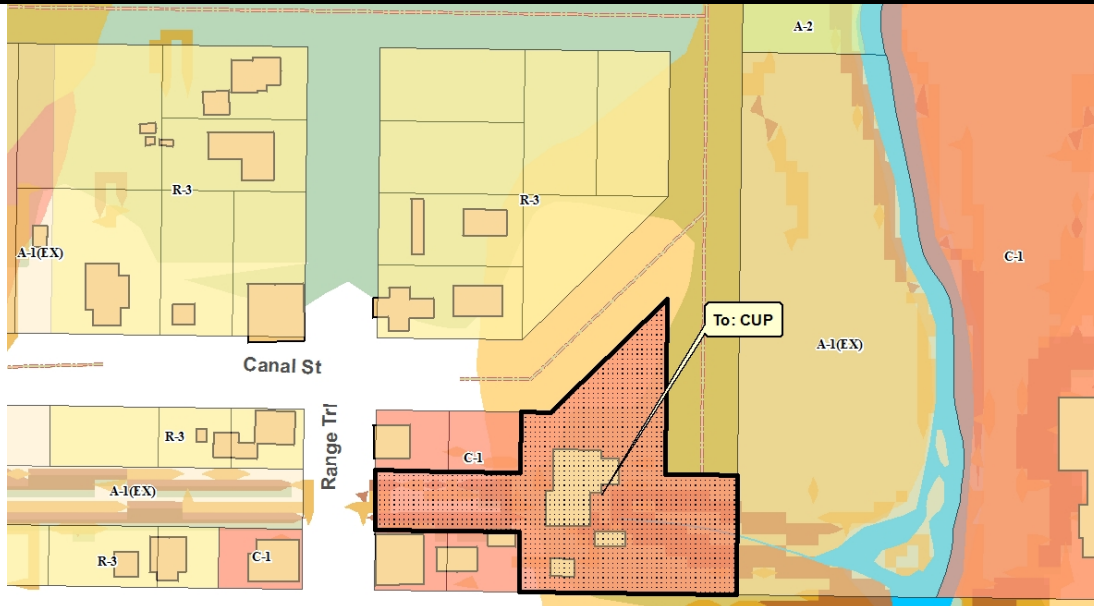 A-2
R-3
R-3
A-1(EX)
C-1
To: CUP
A-1(EX)
Canal St
Range Trl
R-3
C-1
A-1(EX)
R-3
C-1